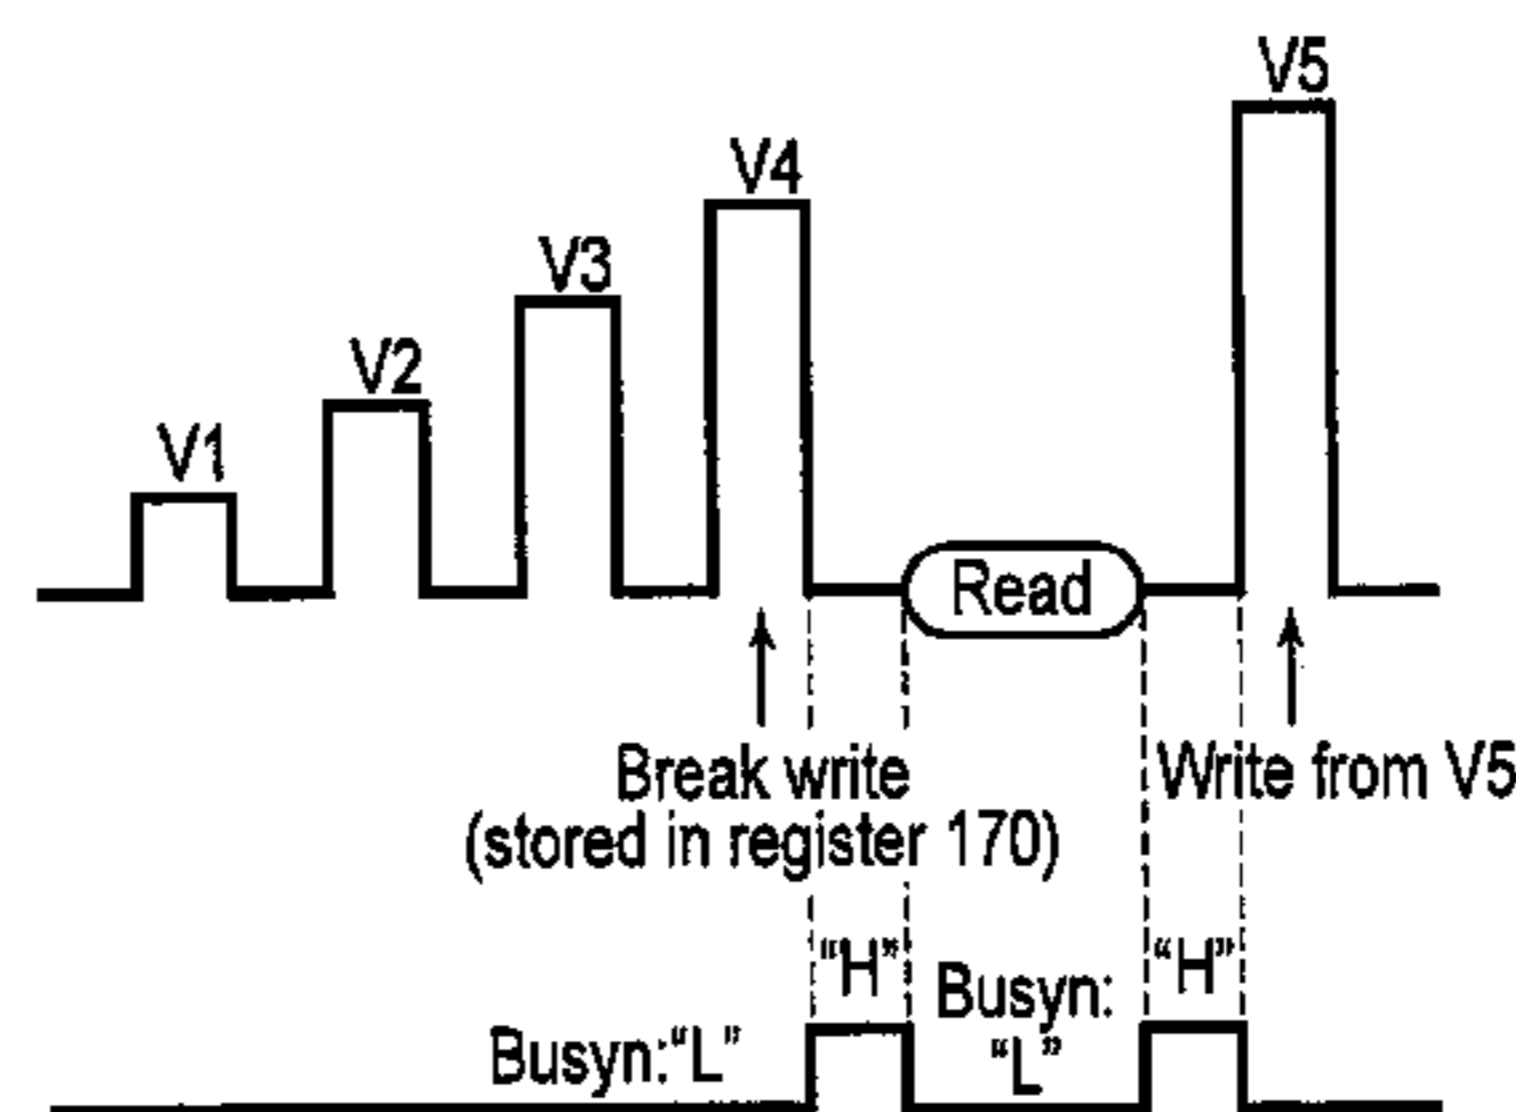 V5
V4
V3
V2
V1
Read
Break write
(stored in register 170)
Write from V5
"H"
"H"
Busyn:
"L"
Busyn:"L"